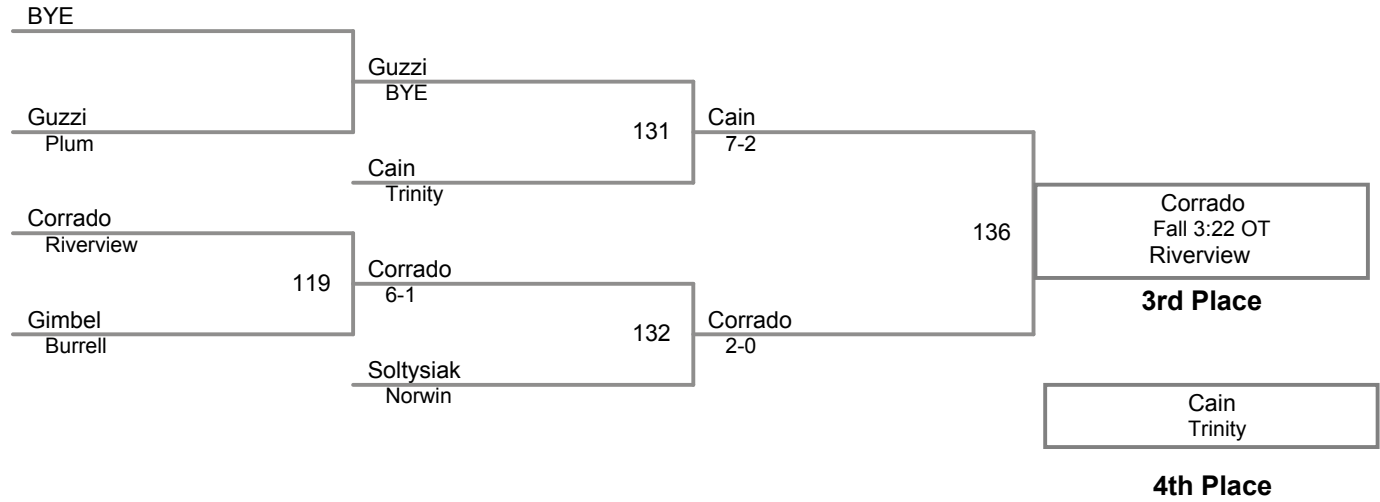 BYE
Guzzi
BYE
Guzzi
Plum
131
Cain
7-2
Cain
Trinity
Corrado
Riverview
136
Corrado
Fall 3:22 OT
Riverview
119
Corrado
6-1
3rd Place
Gimbel
Burrell
132
Corrado
2-0
Soltysiak
Norwin
Cain
Trinity
4th Place